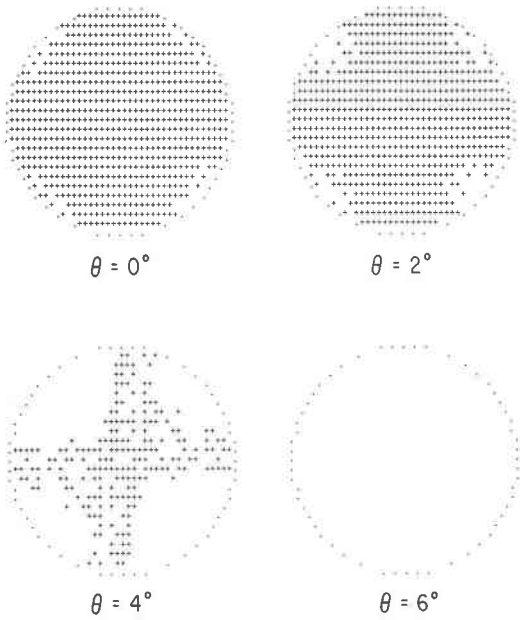 θ = 0°
θ = 2°
θ = 4°
θ = 6°